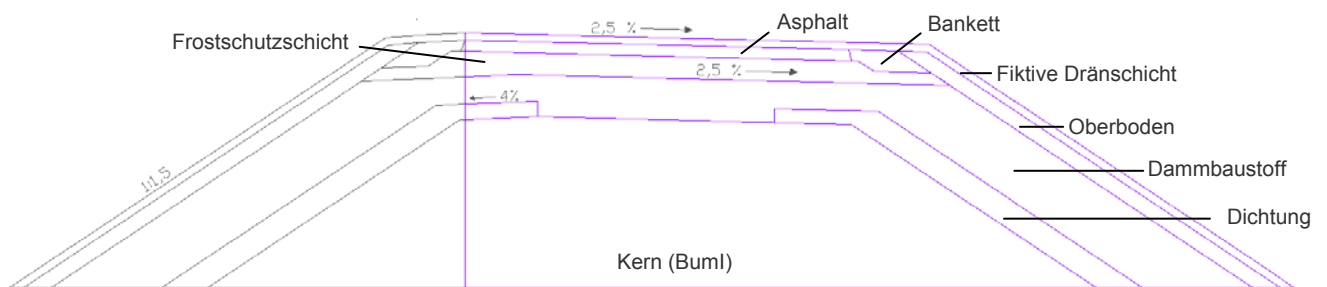 2,5 %
Asphalt
Bankett
Frostschutzschicht
2,5 %
Fiktive Dränschicht
4%
Oberboden
1:1,5
Dammbaustoff
Dichtung
Kern (BumI)